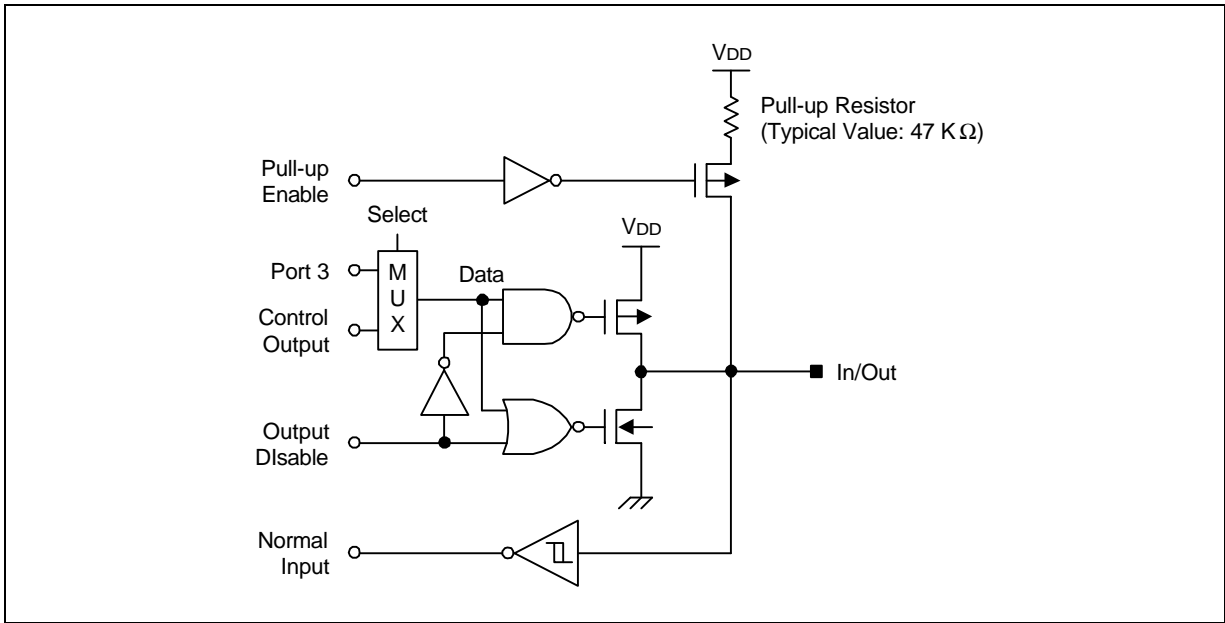 VDD
Pull-up Resistor
(Typical Value: 47 KΩ)
Pull-up
Enable
Select
VDD
Port 3
M
U
X
Data
Control
Output
In/Out
Output
DIsable
Normal
Input